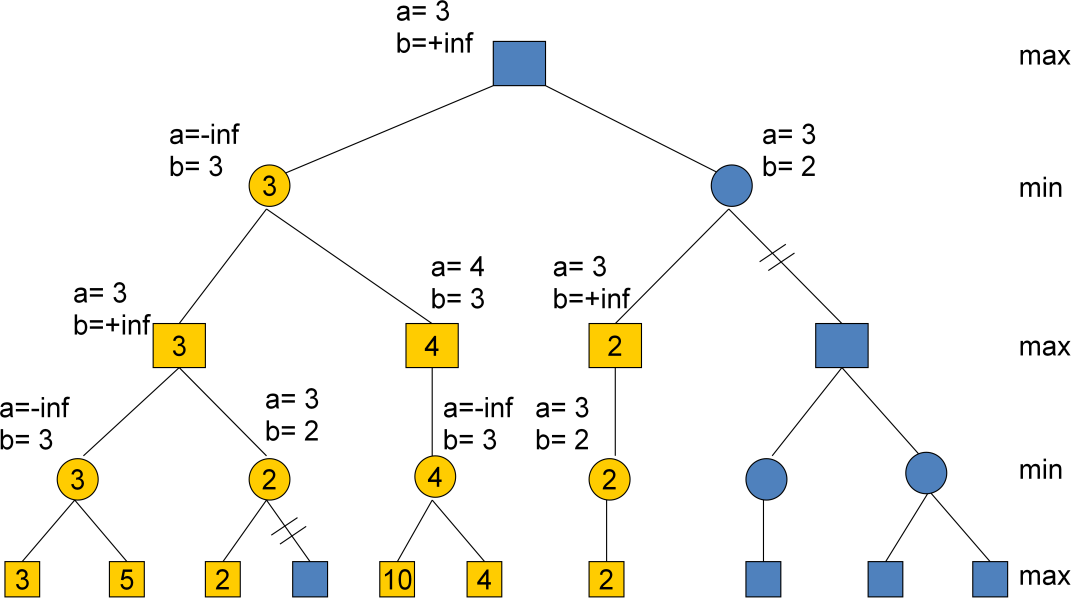 a= 3
b=+inf
max
a=-inf
b= 3
a= 3
b= 2
3
min
a= 3
b=+inf
a= 4
b= 3
a= 3
b=+inf
3
4
2
max
a=-inf
b= 3
a= 3
b= 2
a=-inf
b= 3
a= 3
b= 2
3
2
4
2
min
3
5
2
10
4
2
max